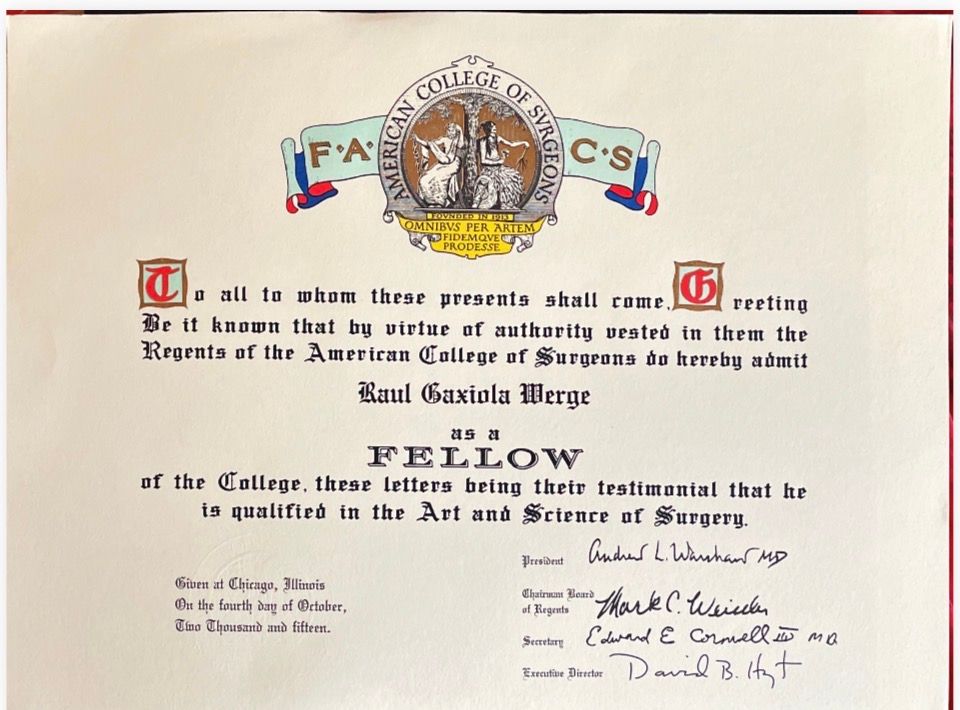 AMERICAN COLLEGE OF SVRGEONS
F·A·C·S
FOVNDED IN 1913
OMNIBVS PER ARTEM
FIDEMQVE
PRODESSE
To all to whom these presents shall come, Greeting
Be it known that by virtue of authority vested in them the
Regents of the American College of Surgeons do hereby admit
Raul Gaxiola Werge
as a
FELLOW
of the College, these letters being their testimonial that he
is qualified in the Art and Science of Surgery.
Given at Chicago, Illinois
On the fourth day of October,
Two Thousand and fifteen.
President Andrew L. Warshaw MD
Chairman Board
of Regents Mark C. Weissler
Secretary Edward E Cornwell III MD
Executive Director David B. Hoyt